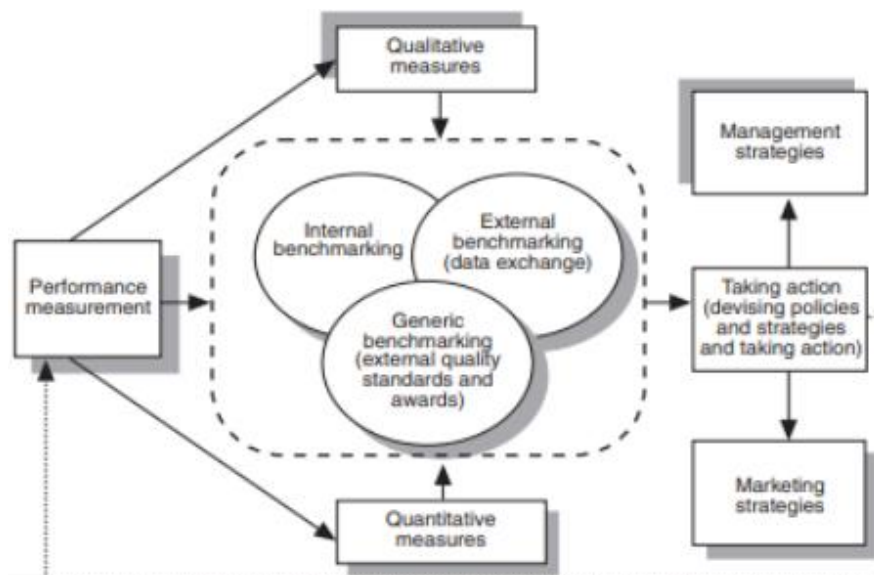 Qualitative
measures
Management
strategies
Internal
benchmarking
External
benchmarking
(data exchange)
Performance
measurement
Taking action
(devising policies
and strategies
and taking action)
Generic
benchmarking
(external quality
standards and
awards)
Marketing
strategies
Quantitative
measures